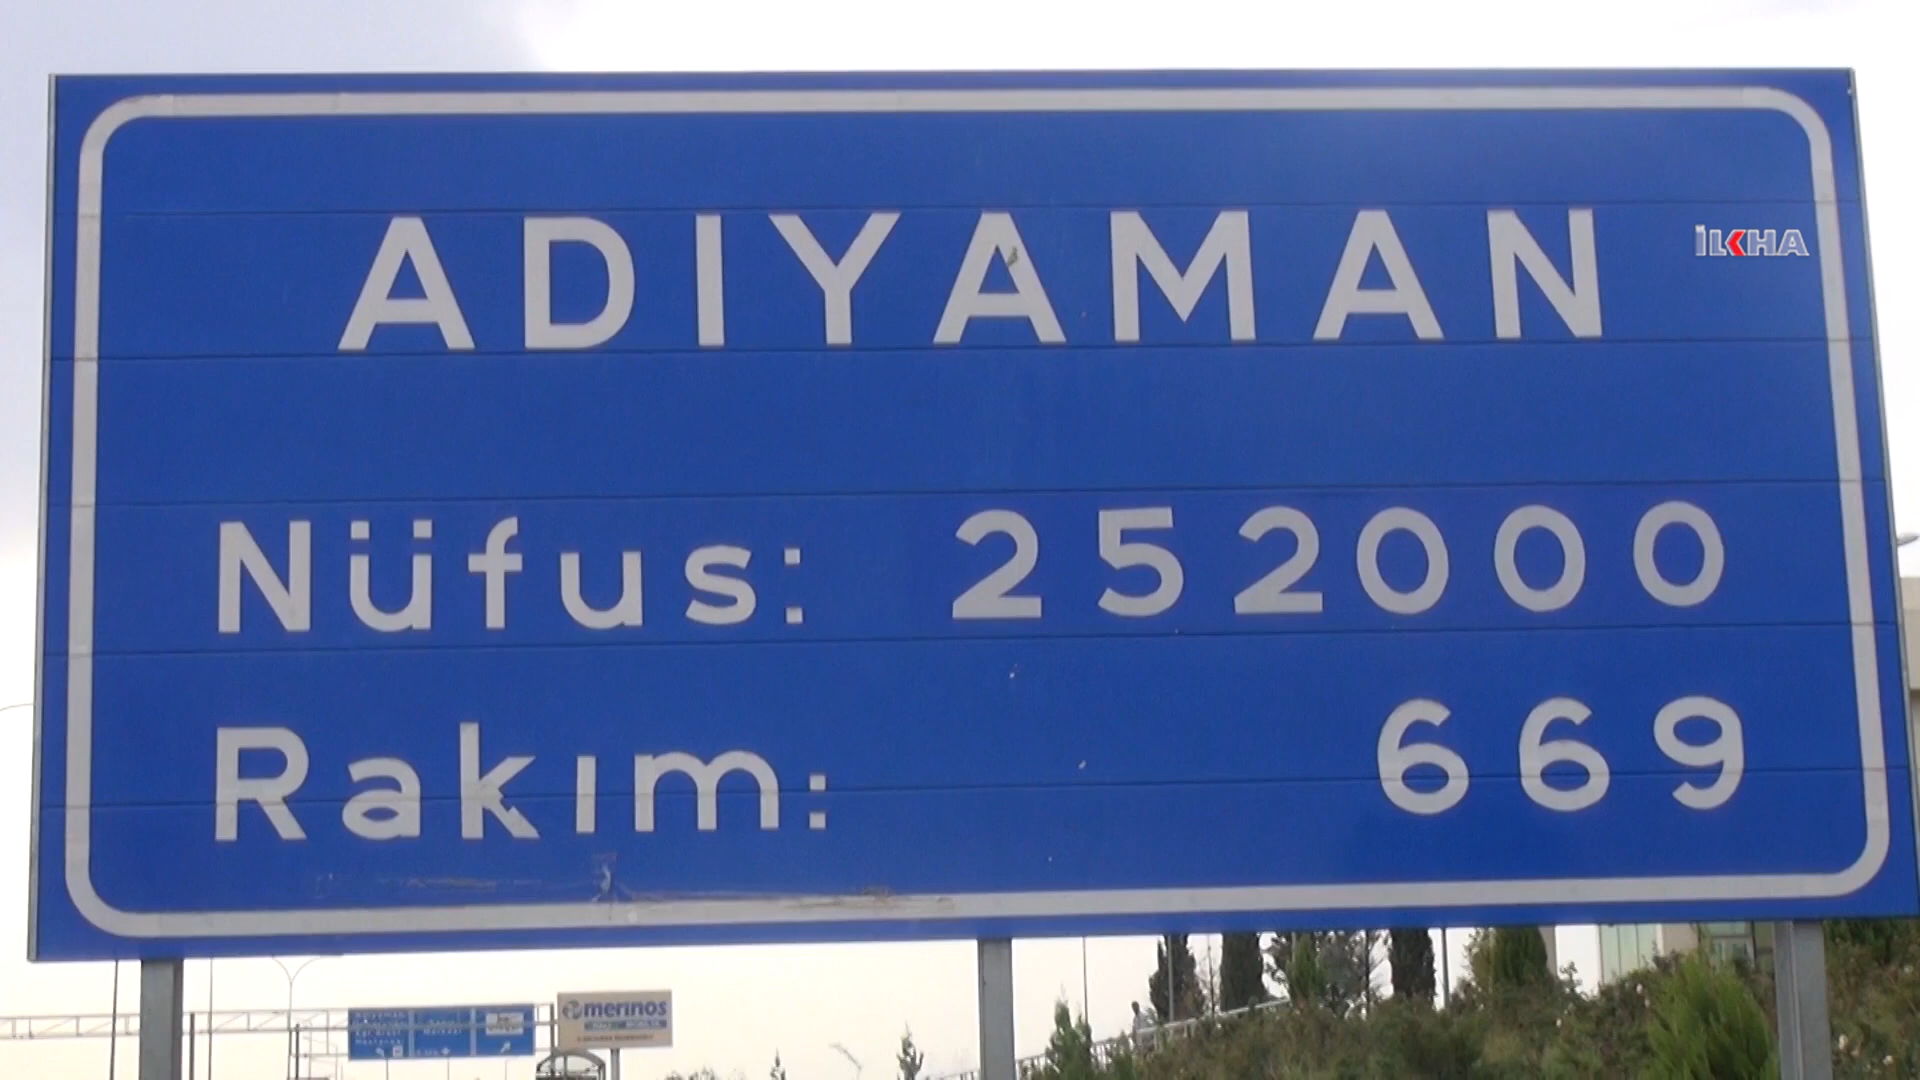 ADIYAMAN
İLKHA
Nüfus: 252000
Rakım: 669
merinos